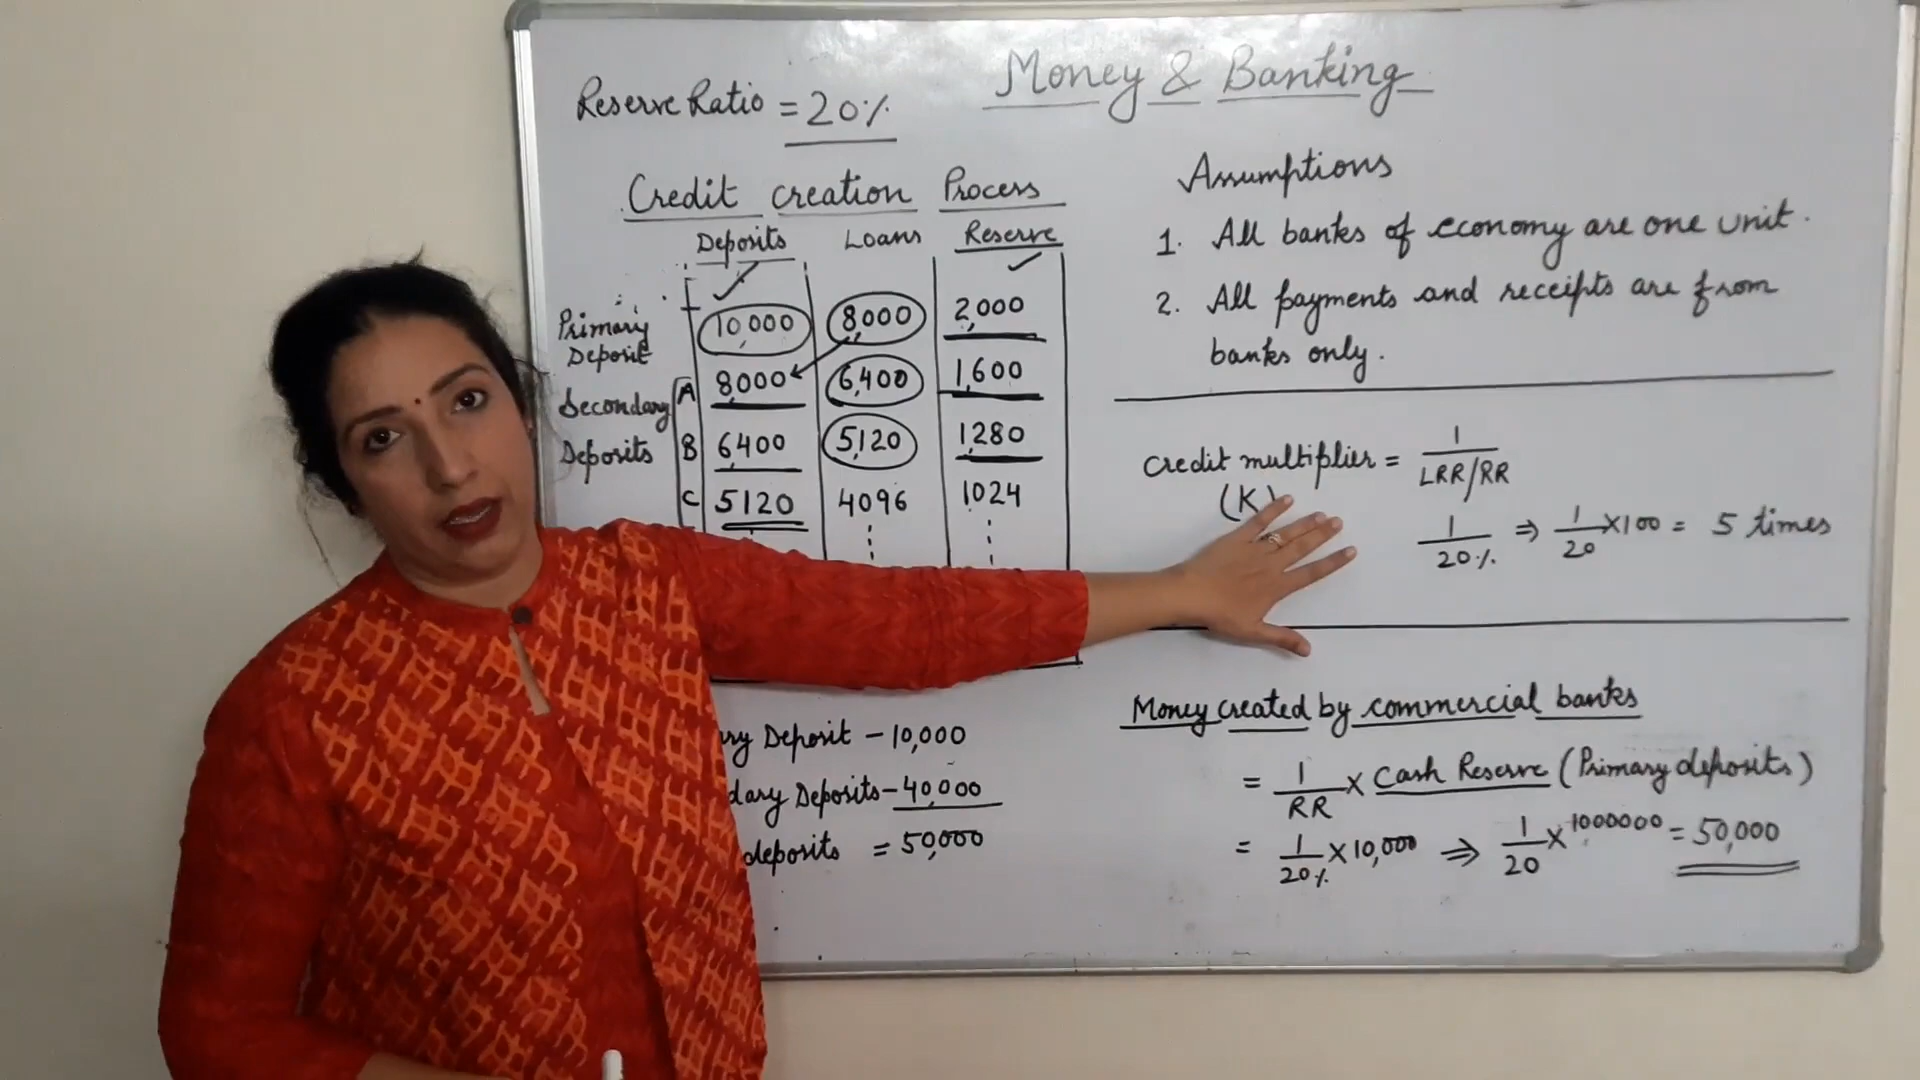 Money & Banking
Reserve Ratio = 20%
Credit creation Process
Deposits Loans Reserve
Primary Deposit 10,000 8,000 2,000
Secondary Deposits A 8000 6,400 1,600
B 6400 5,120 1,280
C 5120 4096 1024
Deposit - 10,000
Deposits - 40,000
deposits = 50,000
Assumptions
1. All banks of economy are one unit.
2. All payments and receipts are from
banks only.
Credit multiplier = 1/LRR/RR
(K)
1/20% ⇒ 1/20 × 100 = 5 times
Money created by commercial banks
= 1/RR × Cash Reserve (Primary deposits)
= 1/20% × 10,000 ⇒ 1/20 × 1000000 = 50,000